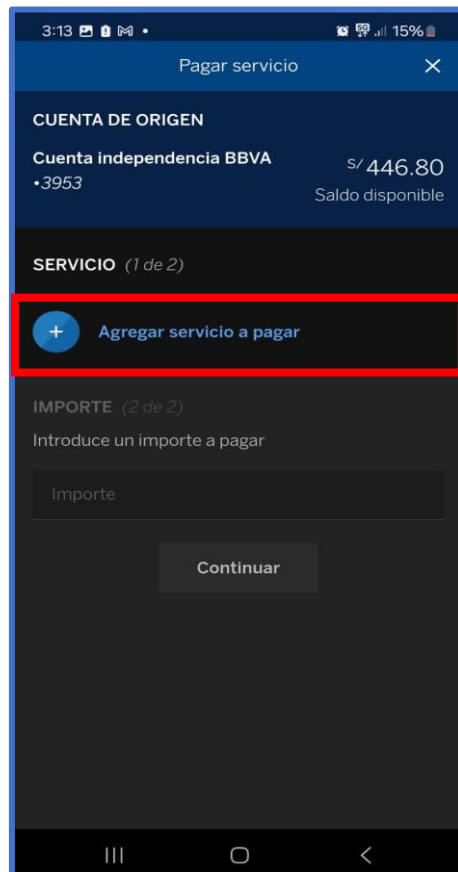 3:13
15%
Pagar servicio
CUENTA DE ORIGEN
Cuenta independencia BBVA
•3953
S/ 446.80
Saldo disponible
SERVICIO (1 de 2)
Agregar servicio a pagar
IMPORTE (2 de 2)
Introduce un importe a pagar
Importe
Continuar